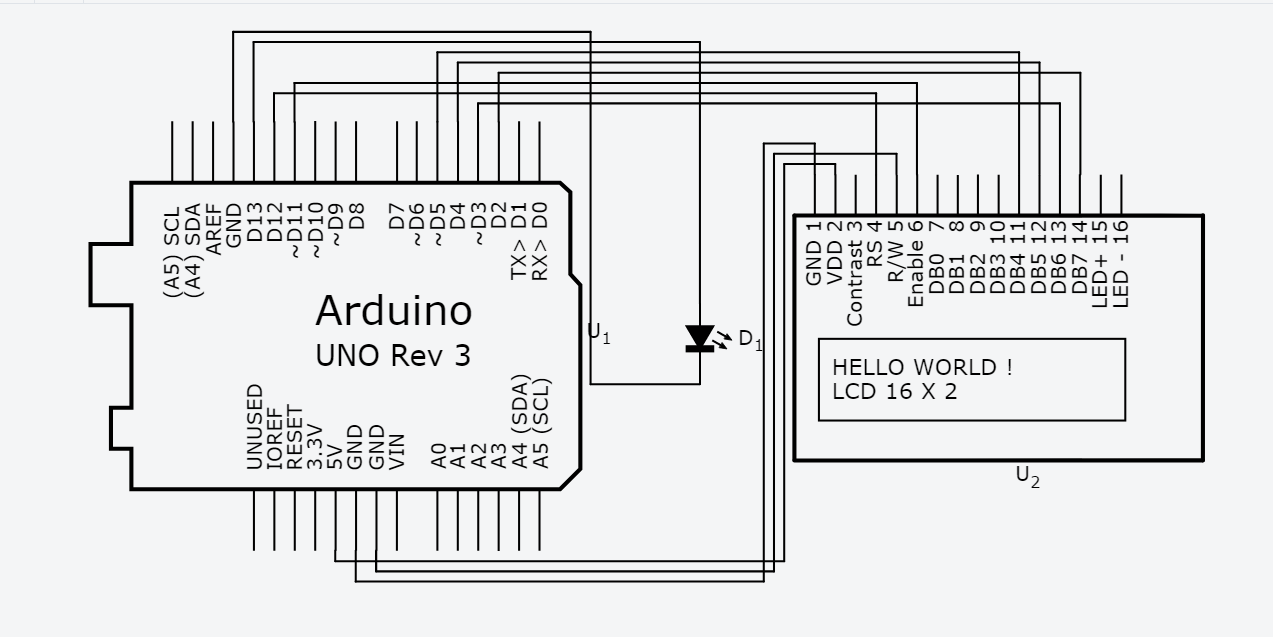 (A5) SCL
(A4) SDA
AREF
GND
D13
D12
~D11
~D10
~D9
D8
D7
~D6
~D5
D4
~D3
D2
TX> D1
RX> D0
Arduino
UNO Rev 3
U1
UNUSED
IOREF
RESET
3.3V
5V
GND
GND
VIN
A0
A1
A2
A3
A4 (SDA)
A5 (SCL)
D1
GND 1
VDD 2
Contrast 3
RS 4
R/W 5
Enable 6
DB0 7
DB1 8
DB2 9
DB3 10
DB4 11
DB5 12
DB6 13
DB7 14
LED+ 15
LED - 16
HELLO WORLD !
LCD 16 X 2
U2